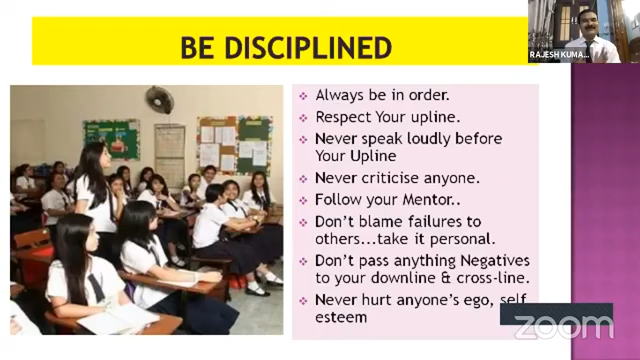 BE DISCIPLINED
RAJESH KUMA...
Always be in order.
Respect Your upline.
Never speak loudly before
Your Upline
Never criticise anyone.
Follow your Mentor..
Don't blame failures to
others...take it personal.
Don't pass anything Negatives
to your downline & cross-line.
Never hurt anyone's ego, self
esteem
zoom